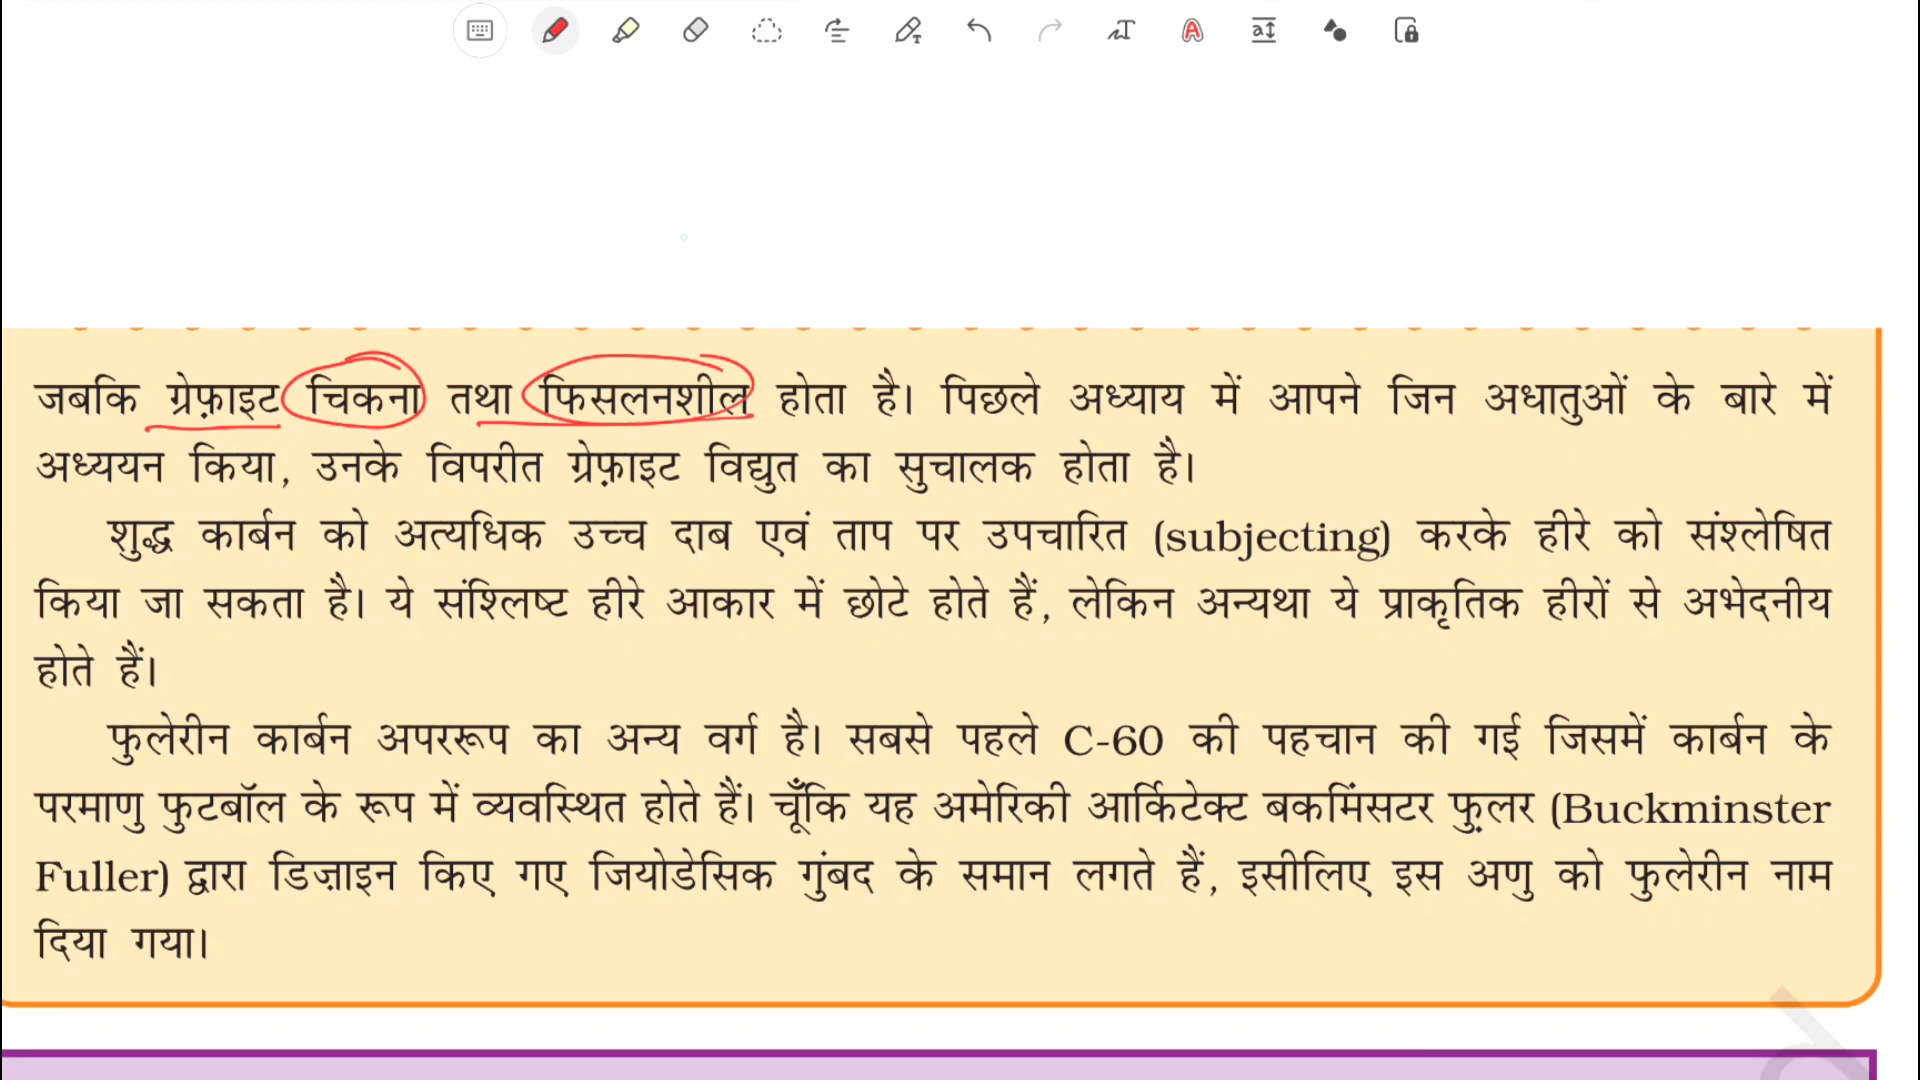 जबकि ग्रेफ़ाइट चिकना तथा फिसलनशील होता है। पिछले अध्याय में आपने जिन अधातुओं के बारे में
अध्ययन किया, उनके विपरीत ग्रेफ़ाइट विद्युत का सुचालक होता है।
शुद्ध कार्बन को अत्यधिक उच्च दाब एवं ताप पर उपचारित (subjecting) करके हीरे को संश्लेषित
किया जा सकता है। ये संश्लिष्ट हीरे आकार में छोटे होते हैं, लेकिन अन्यथा ये प्राकृतिक हीरों से अभेदनीय
होते हैं।
फुलेरीन कार्बन अपररूप का अन्य वर्ग है। सबसे पहले C-60 की पहचान की गई जिसमें कार्बन के
परमाणु फुटबॉल के रूप में व्यवस्थित होते हैं। चूँकि यह अमेरिकी आर्किटेक्ट बकमिंसटर फुलर (Buckminster
Fuller) द्वारा डिज़ाइन किए गए जियोडेसिक गुंबद के समान लगते हैं, इसीलिए इस अणु को फुलेरीन नाम
दिया गया।